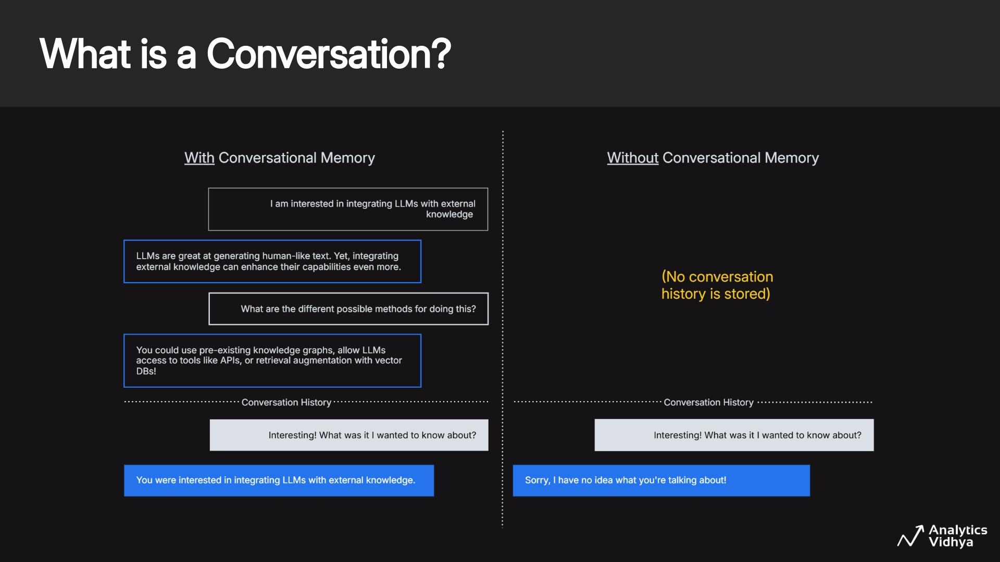 What is a Conversation?
With Conversational Memory
I am interested in integrating LLMs with external
knowledge
LLMs are great at generating human-like text. Yet, integrating
external knowledge can enhance their capabilities even more.
What are the different possible methods for doing this?
You could use pre-existing knowledge graphs, allow LLMs
access to tools like APIs, or retrieval augmentation with vector
DBs!
Conversation History
Interesting! What was it I wanted to know about?
You were interested in integrating LLMs with external knowledge.
Without Conversational Memory
(No conversation
history is stored)
Conversation History
Interesting! What was it I wanted to know about?
Sorry, I have no idea what you're talking about!
Analytics
Vidhya